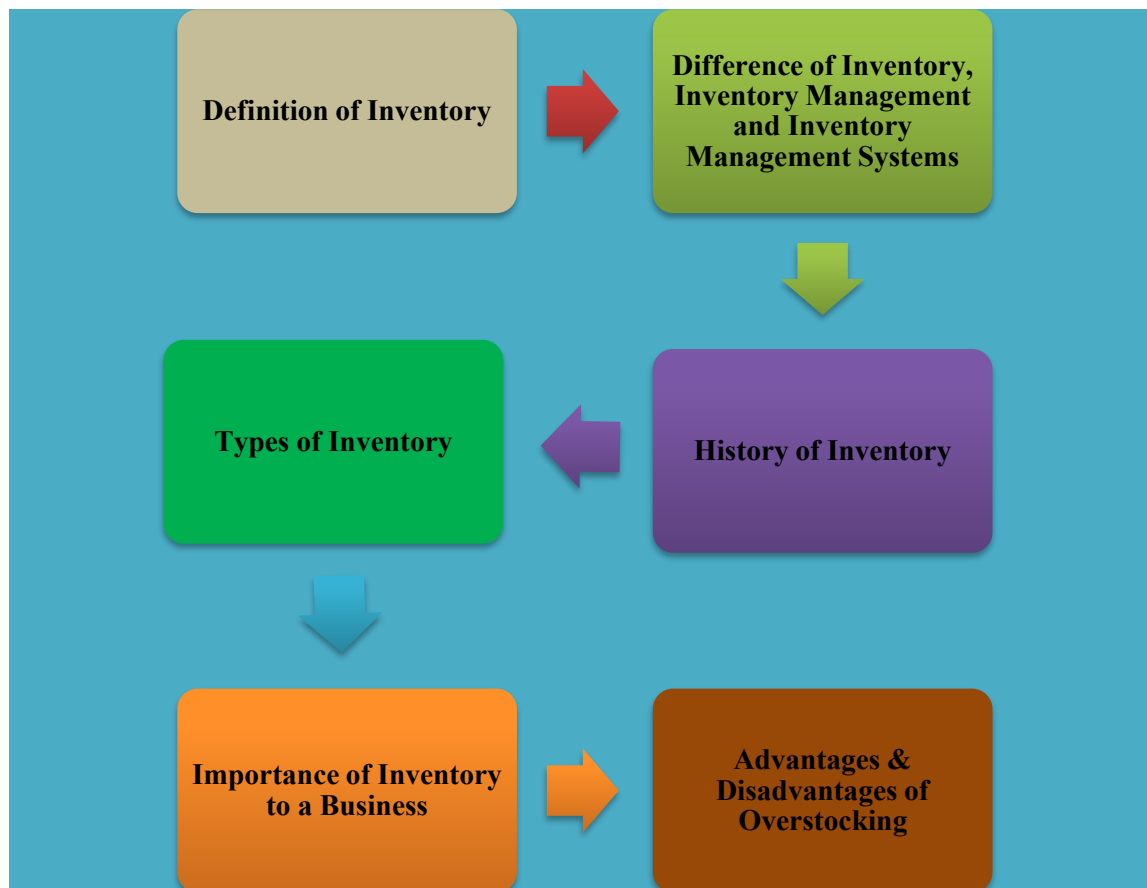 Definition of Inventory
Difference of Inventory,
Inventory Management
and Inventory
Management Systems
History of Inventory
Types of Inventory
Importance of Inventory
to a Business
Advantages &
Disadvantages of
Overstocking